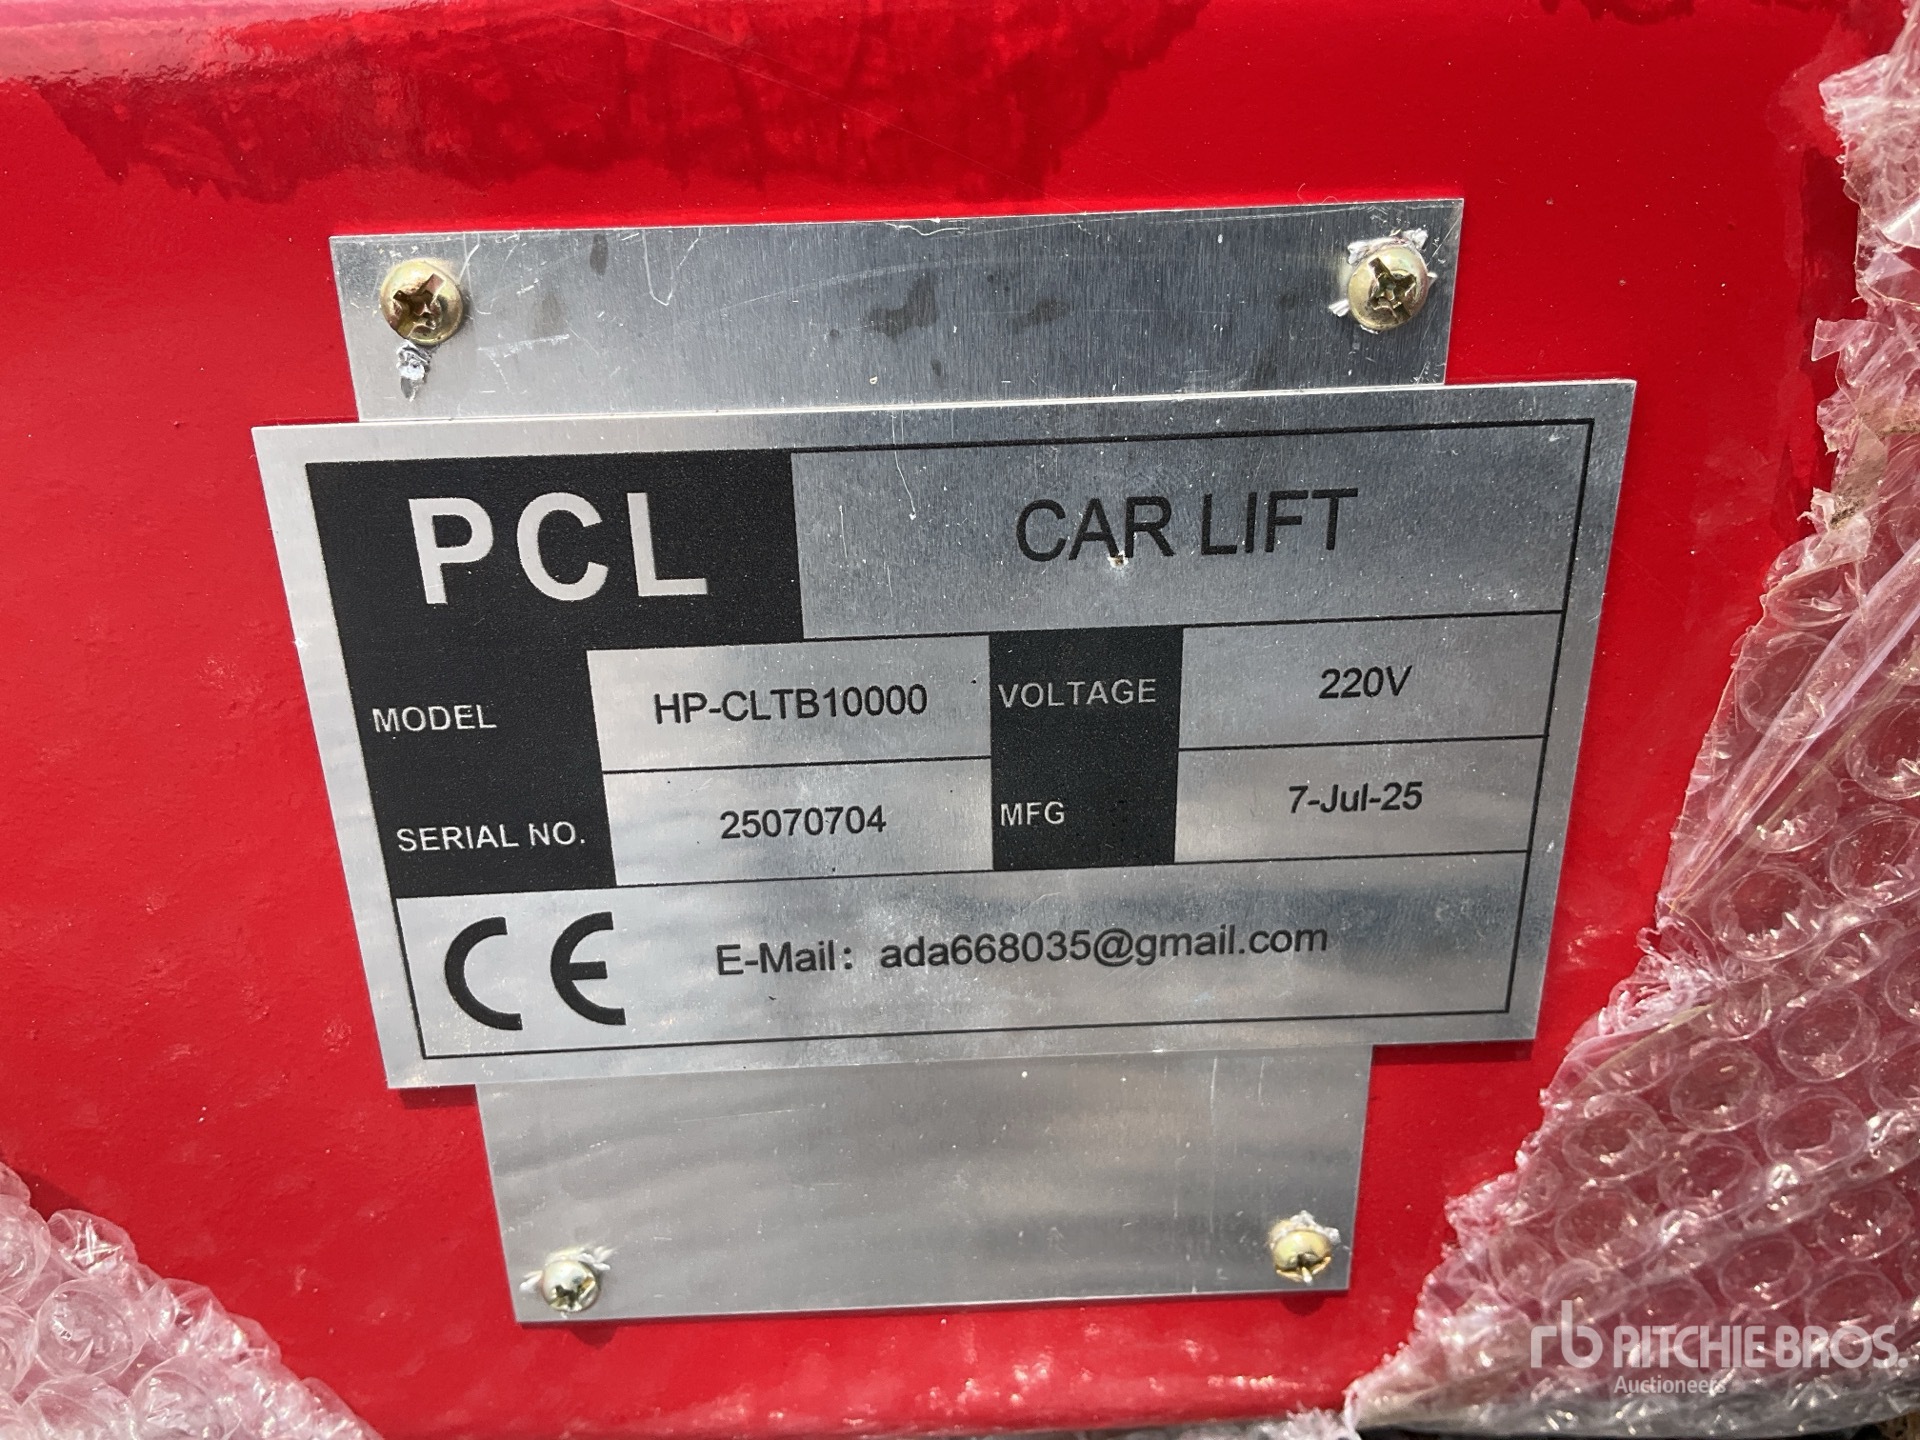 PCL CAR LIFT
MODEL HP-CLTB10000 VOLTAGE 220V
SERIAL NO. 25070704 MFG 7-Jul-25
CE E-Mail: ada668035@gmail.com
rb RITCHIE BROS.
Auctioneers